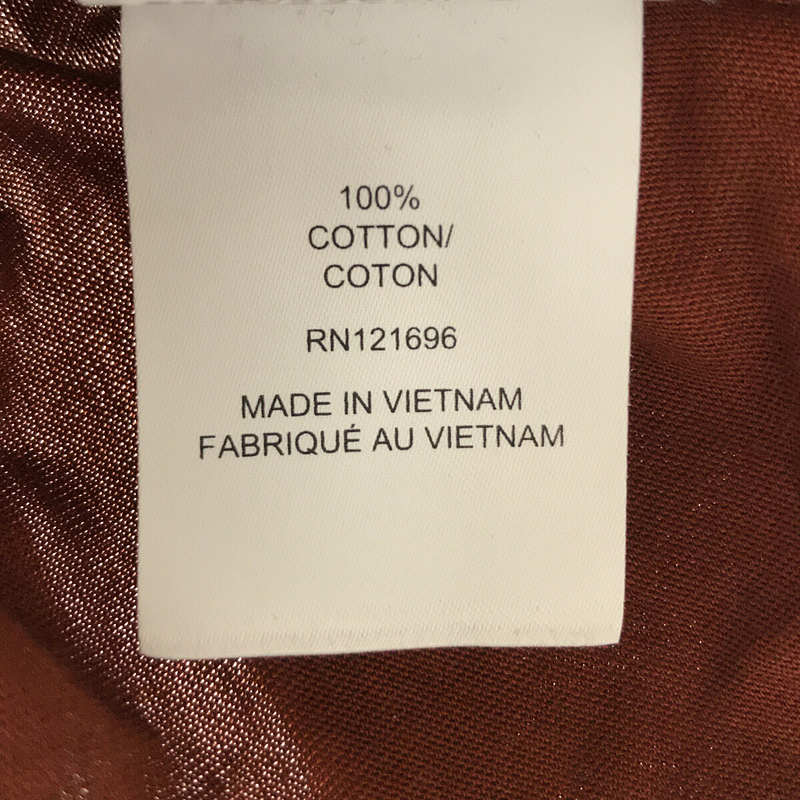 100%
COTTON/
COTON
RN121696
MADE IN VIETNAM
FABRIQUÉ AU VIETNAM